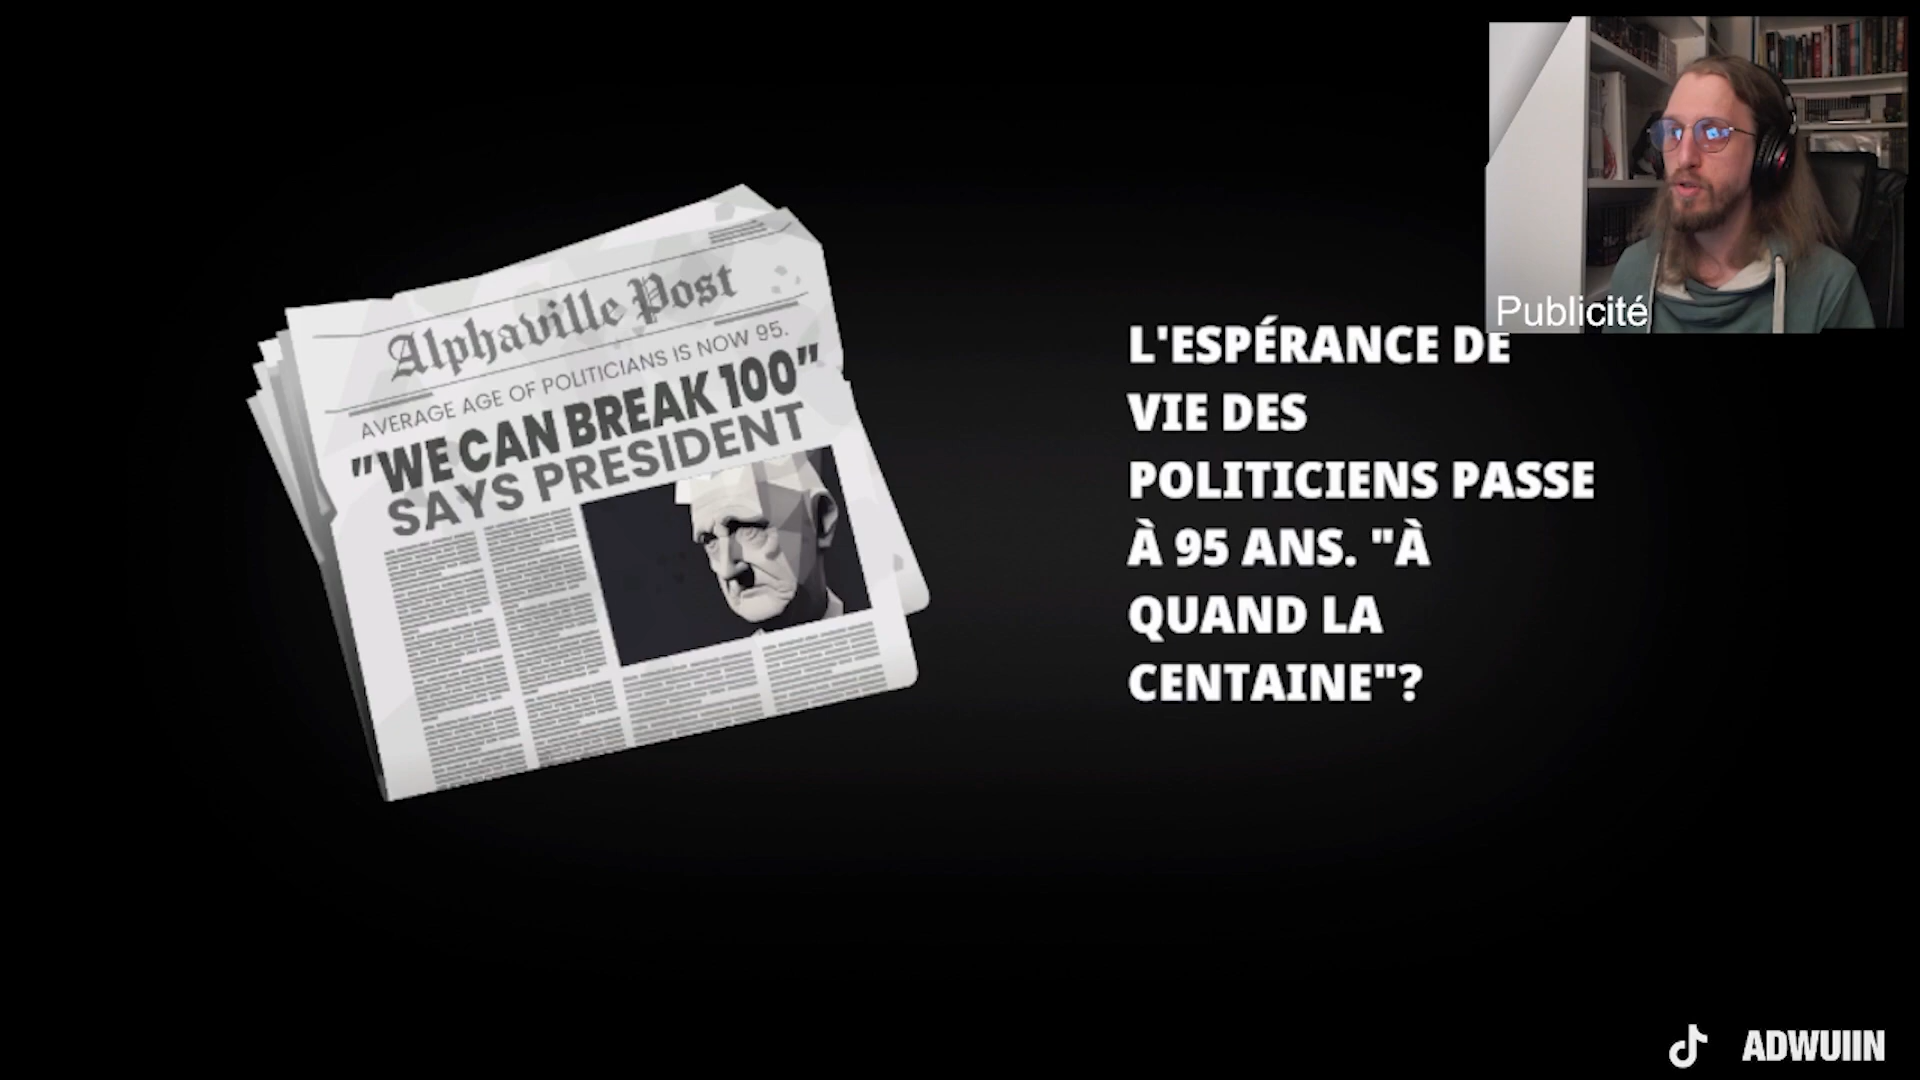 Alphaville Post
AVERAGE AGE OF POLITICIANS IS NOW 95.
"WE CAN BREAK 100"
SAYS PRESIDENT
Publicité
L'ESPÉRANCE DE
VIE DES
POLITICIENS PASSE
À 95 ANS. "À
QUAND LA
CENTAINE"?
ADWUIIN